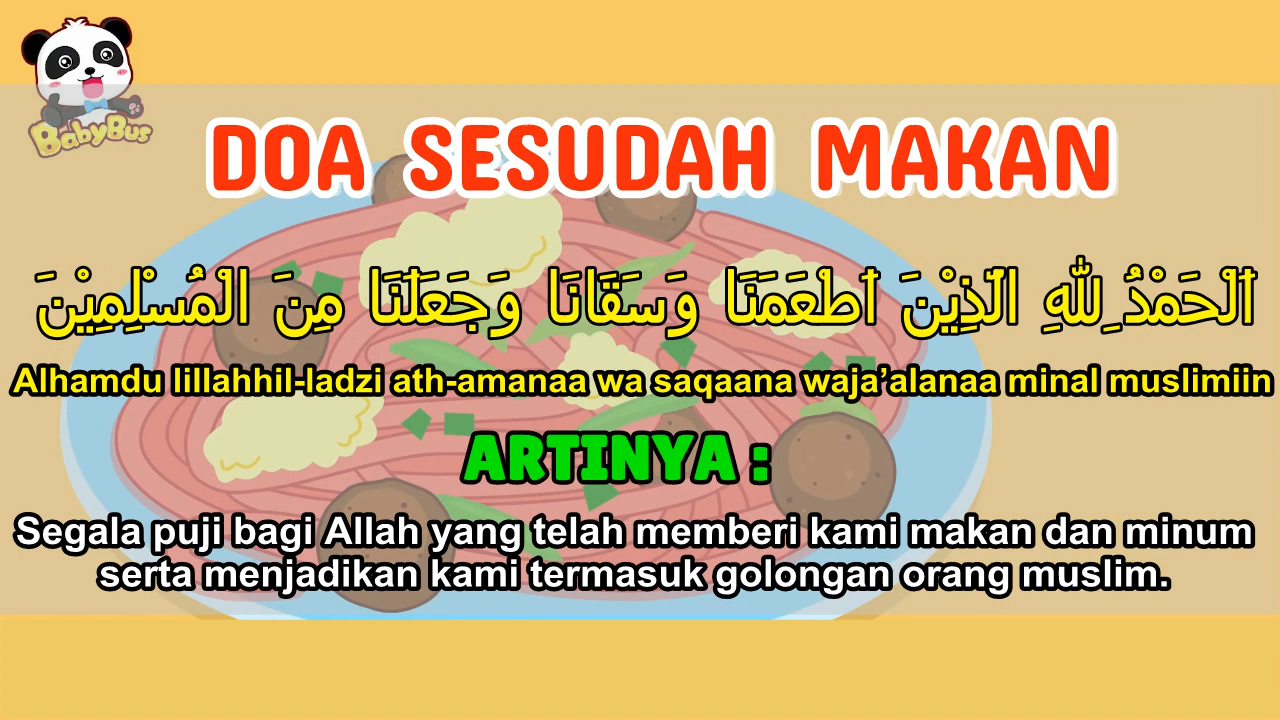 BabyBus
DOA SESUDAH MAKAN
اَلْحَمْدُ ِللهِ الَّذِيْنَ اَطْعَمَنَا وَسَقَانَا وَجَعَلَنَا مِنَ الْمُسْلِمِيْنَ
Alhamdu lillahhil-ladzi ath-amanaa wa saqaana waja’alanaa minal muslimiin
ARTINYA :
Segala puji bagi Allah yang telah memberi kami makan dan minum
serta menjadikan kami termasuk golongan orang muslim.